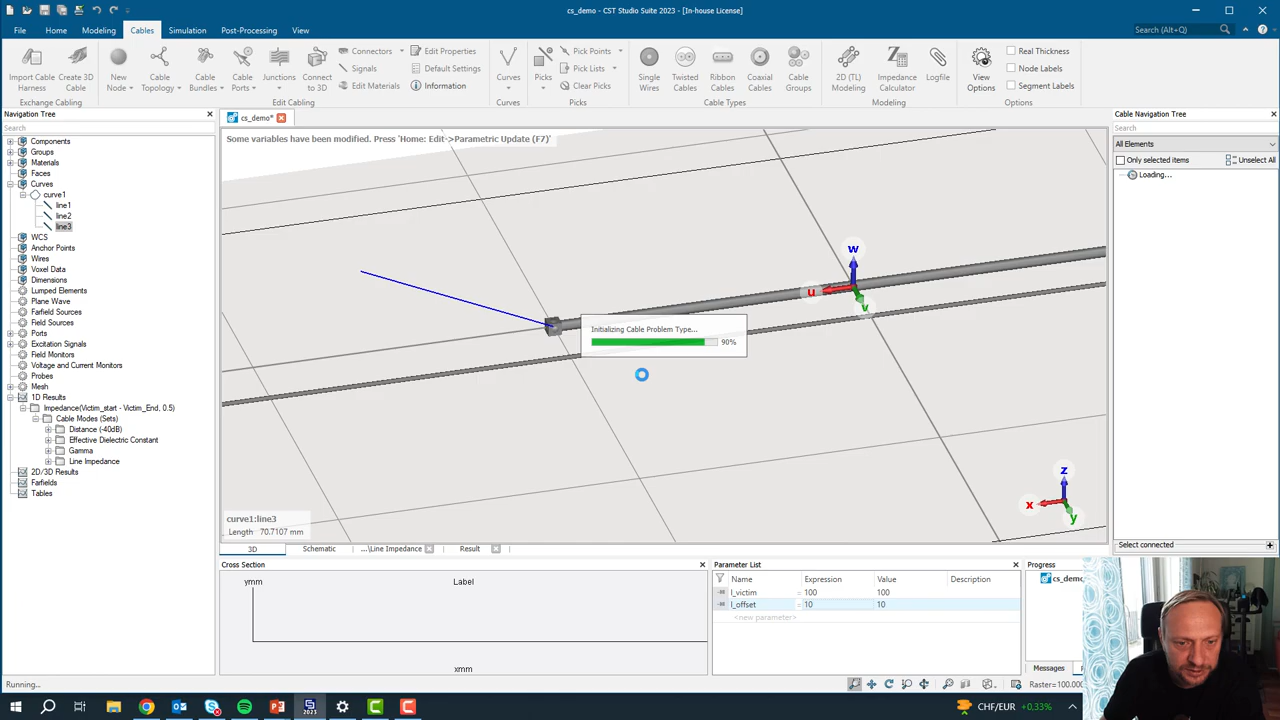 cs_demo - CST Studio Suite 2023 - [In-house License]
File Home Modeling Cables Simulation Post-Processing View
Search (Alt+Q)
Import Cable Harness
Create 3D Cable
Exchange Cabling
New Node
Cable Topology
Cable Bundles
Cable Ports
Junctions
Connect to 3D
Connectors
Signals
Edit Materials
Edit Properties
Default Settings
Information
Edit Cabling
Curves
Curves
Picks
Pick Points
Pick Lists
Clear Picks
Picks
Single Wires
Twisted Cables
Ribbon Cables
Coaxial Cables
Cable Groups
Cable Types
2D (TL) Modeling
Impedance Calculator
Logfile
Modeling
View Options
Real Thickness
Node Labels
Segment Labels
Options
Navigation Tree
Search
Components
Groups
Materials
Faces
Curves
curve1
line1
line2
line3
WCS
Anchor Points
Wires
Voxel Data
Dimensions
Lumped Elements
Plane Wave
Farfield Sources
Field Sources
Ports
Excitation Signals
Field Monitors
Voltage and Current Monitors
Probes
Mesh
1D Results
Impedance(Victim_start - Victim_End, 0.5)
Cable Modes (Sets)
Distance (-40dB)
Effective Dielectric Constant
Gamma
Line Impedance
2D/3D Results
Farfields
Tables
cs_demo*
Some variables have been modified. Press 'Home: Edit->Parametric Update (F7)'
w
u
v
Initializing Cable Problem Type...
90%
z
x
y
curve1:line3
Length 70.7107 mm
3D Schematic ...\Line Impedance Result
Cable Navigation Tree
Search
All Elements
Only selected items Unselect All
Loading...
Select connected
Cross Section
ymm
Label
xmm
Parameter List
Name Expression Value Description
l_victim = 100 100
l_offset = 10 10
<new parameter>
Progress
cs_demo
Messages
Running...
Raster=100.000
2023
CHF/EUR +0,33%